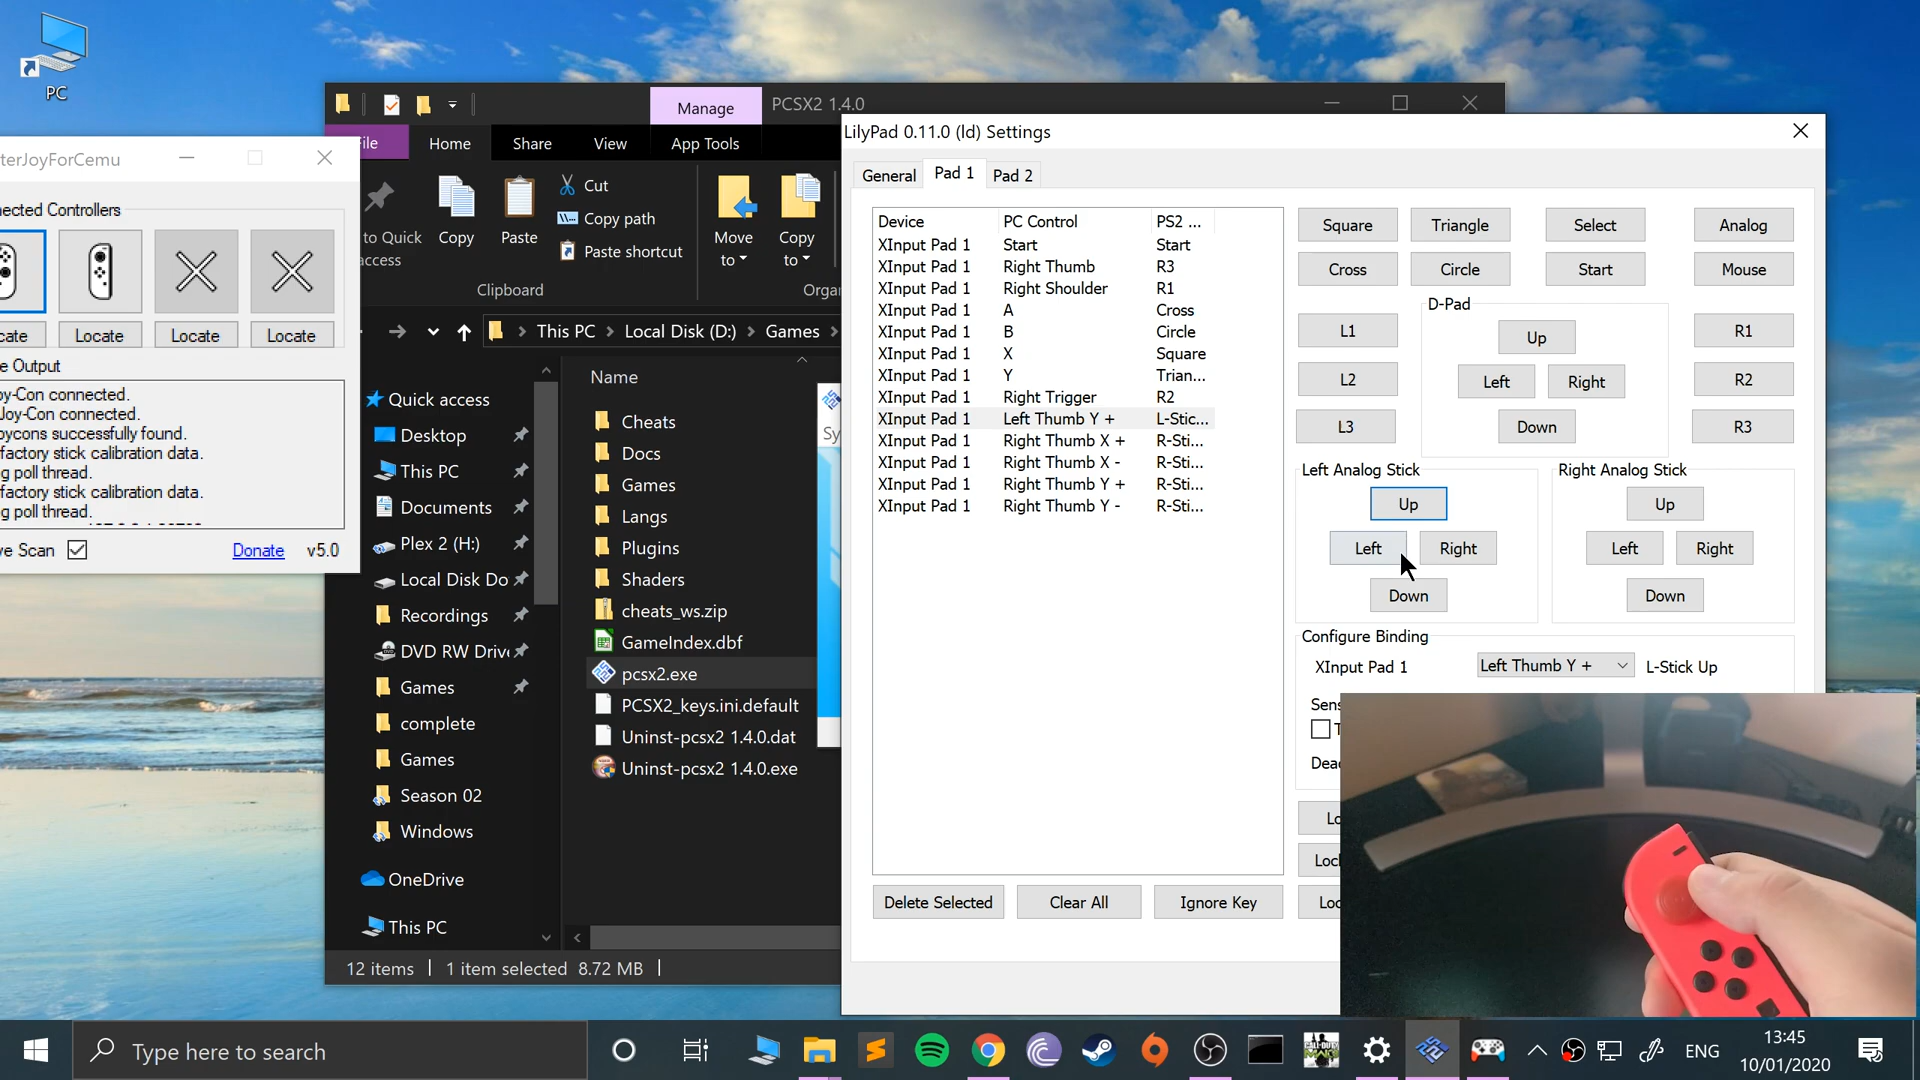 PC
terJoyForCemu
ected Controllers
cate
Locate
Locate
Locate
e Output
oy-Con connected.
Joy-Con connected.
oycons successfully found.
factory stick calibration data.
g poll thread.
factory stick calibration data.
g poll thread.
ve Scan
Donate
v5.0
Manage
PCSX2 1.4.0
ile
Home
Share
View
App Tools
to Quick
access
Copy
Paste
Cut
Copy path
Paste shortcut
Move
to
Copy
to
Clipboard
Orga
This PC
Local Disk (D:)
Games
Quick access
Desktop
This PC
Documents
Plex 2 (H:)
Local Disk Do
Recordings
DVD RW Driv
Games
complete
Games
Season 02
Windows
OneDrive
This PC
Name
Cheats
Docs
Games
Langs
Plugins
Shaders
cheats_ws.zip
GameIndex.dbf
pcsx2.exe
PCSX2_keys.ini.default
Uninst-pcsx2 1.4.0.dat
Uninst-pcsx2 1.4.0.exe
Sy
12 items
1 item selected 8.72 MB
LilyPad 0.11.0 (ld) Settings
General
Pad 1
Pad 2
Device PC Control PS2 ...
XInput Pad 1 Start Start
XInput Pad 1 Right Thumb R3
XInput Pad 1 Right Shoulder R1
XInput Pad 1 A Cross
XInput Pad 1 B Circle
XInput Pad 1 X Square
XInput Pad 1 Y Trian...
XInput Pad 1 Right Trigger R2
XInput Pad 1 Left Thumb Y + L-Stic...
XInput Pad 1 Right Thumb X + R-Sti...
XInput Pad 1 Right Thumb X - R-Sti...
XInput Pad 1 Right Thumb Y + R-Sti...
XInput Pad 1 Right Thumb Y - R-Sti...
Delete Selected
Clear All
Ignore Key
Square
Triangle
Select
Analog
Cross
Circle
Start
Mouse
D-Pad
L1
Up
R1
L2
Left
Right
R2
L3
Down
R3
Left Analog Stick
Up
Left
Right
Down
Right Analog Stick
Up
Left
Right
Down
Configure Binding
XInput Pad 1
Left Thumb Y +
L-Stick Up
Sens
T
Dead
Lo
Loc
Loc
Type here to search
ENG
13:45
10/01/2020